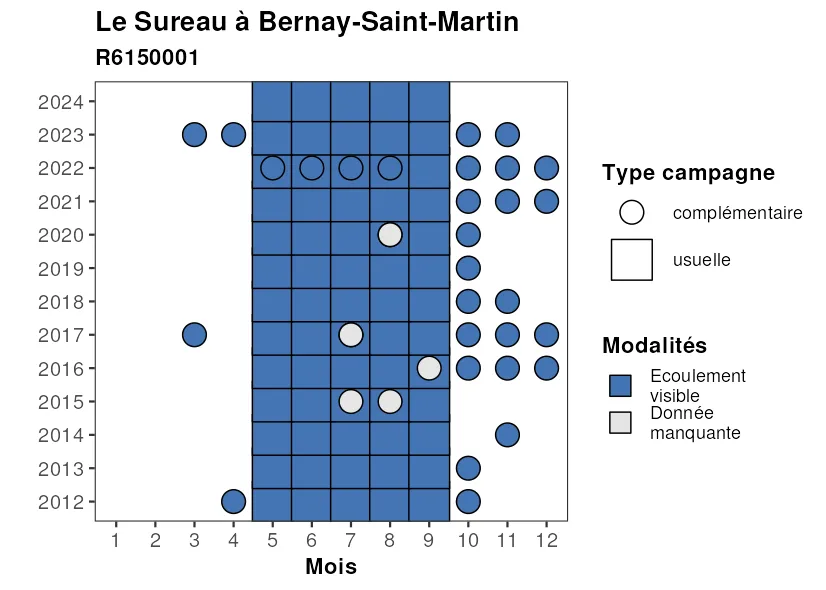 Le Sureau à Bernay-Saint-Martin
R6150001
2024
2023
2022
2021
2020
2019
2018
2017
2016
2015
2014
2013
2012
1 2 3 4 5 6 7 8 9 10 11 12
Mois
Type campagne
complémentaire
usuelle
Modalités
Ecoulement
visible
Donnée
manquante